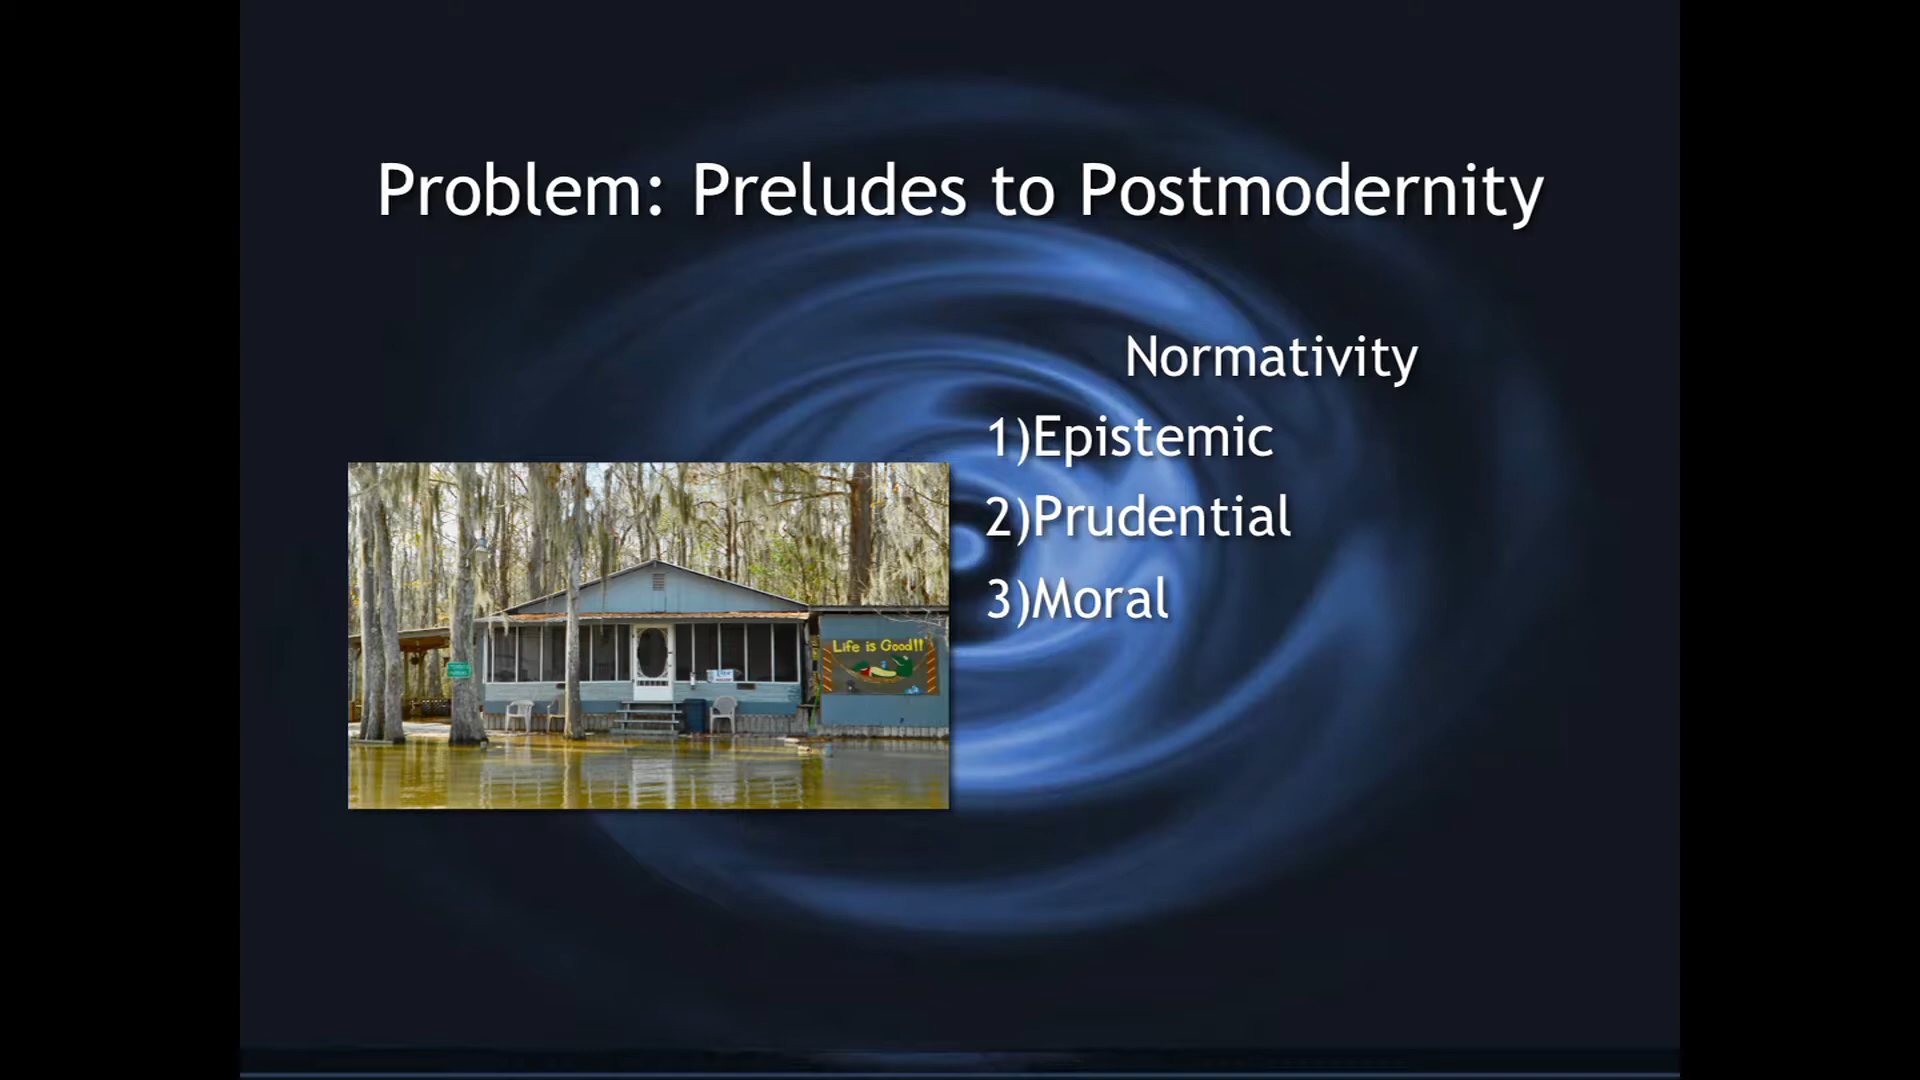 Problem: Preludes to Postmodernity
Normativity
1)Epistemic
2)Prudential
3)Moral
Life is Good!!